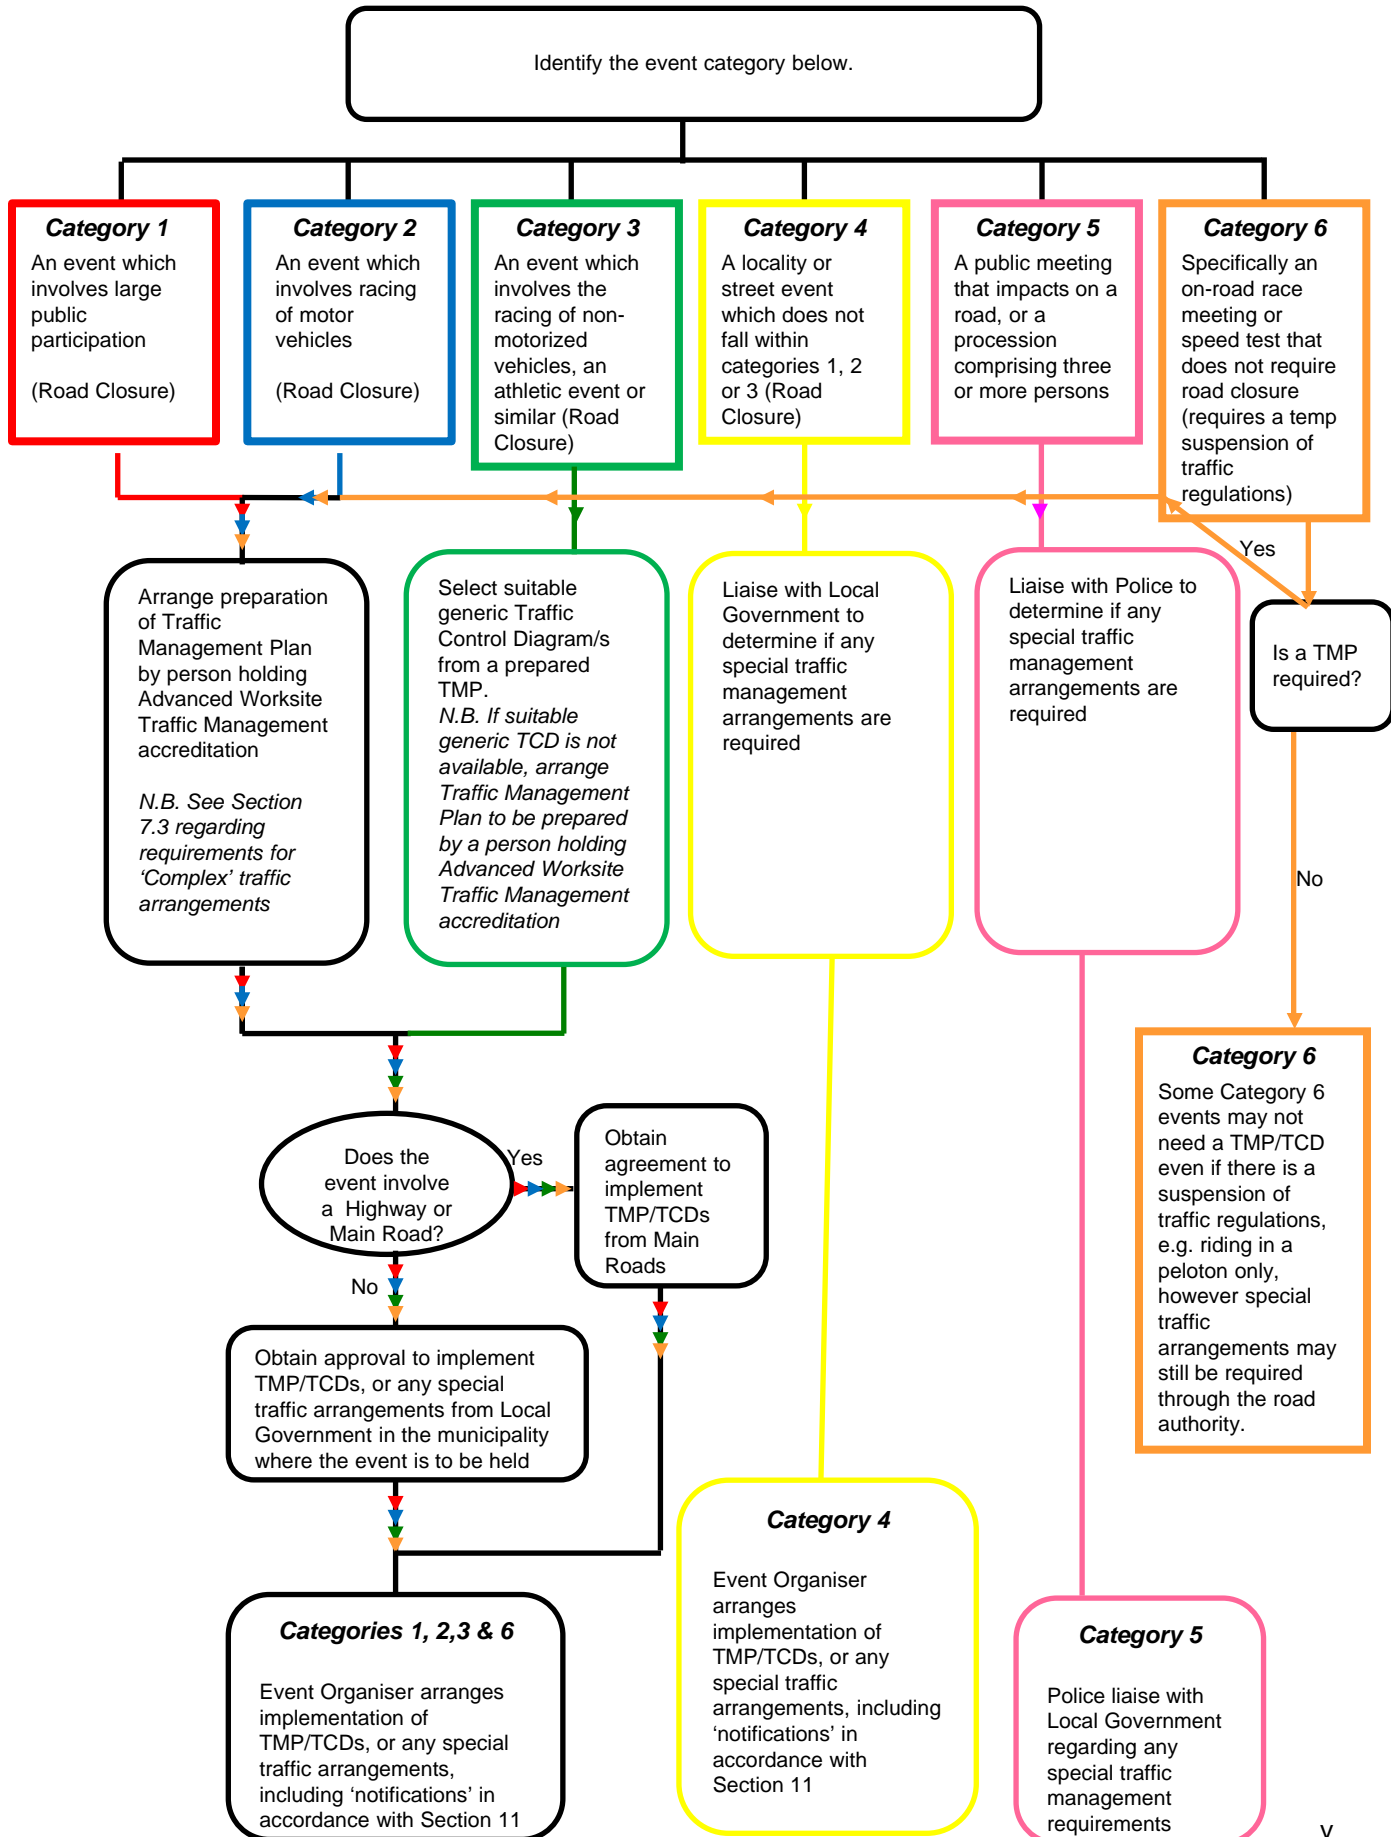 Identify the event category below.
Category 1
An event which
involves large
public
participation
(Road Closure)
Category 2
An event which
involves racing
of motor
vehicles
(Road Closure)
Category 3
An event which
involves the
racing of non-
motorized
vehicles, an
athletic event or
similar (Road
Closure)
Category 4
A locality or
street event
which does not
fall within
categories 1, 2
or 3 (Road
Closure)
Category 5
A public meeting
that impacts on a
road, or a
procession
comprising three
or more persons
Category 6
Specifically an
on-road race
meeting or
speed test that
does not require
road closure
(requires a temp
suspension of
traffic
regulations)
Arrange preparation
of Traffic
Management Plan
by person holding
Advanced Worksite
Traffic Management
accreditation
N.B. See Section
7.3 regarding
requirements for
‘Complex’ traffic
arrangements
Select suitable
generic Traffic
Control Diagram/s
from a prepared
TMP.
N.B. If suitable
generic TCD is not
available, arrange
Traffic Management
Plan to be prepared
by a person holding
Advanced Worksite
Traffic Management
accreditation
Liaise with Local
Government to
determine if any
special traffic
management
arrangements are
required
Liaise with Police to
determine if any
special traffic
management
arrangements are
required
Yes
Is a TMP
required?
No
Category 6
Some Category 6
events may not
need a TMP/TCD
even if there is a
suspension of
traffic regulations,
e.g. riding in a
peloton only,
however special
traffic
arrangements may
still be required
through the road
authority.
Does the
event involve
a Highway or
Main Road?
Yes
Obtain
agreement to
implement
TMP/TCDs
from Main
Roads
No
Obtain approval to implement
TMP/TCDs, or any special
traffic arrangements from Local
Government in the municipality
where the event is to be held
Categories 1, 2,3 & 6
Event Organiser arranges
implementation of
TMP/TCDs, or any special
traffic arrangements,
including ‘notifications’ in
accordance with Section 11
Category 4
Event Organiser
arranges
implementation of
TMP/TCDs, or any
special traffic
arrangements, including
‘notifications’ in
accordance with
Section 11
Category 5
Police liaise with
Local Government
regarding any
special traffic
management
requirements
v